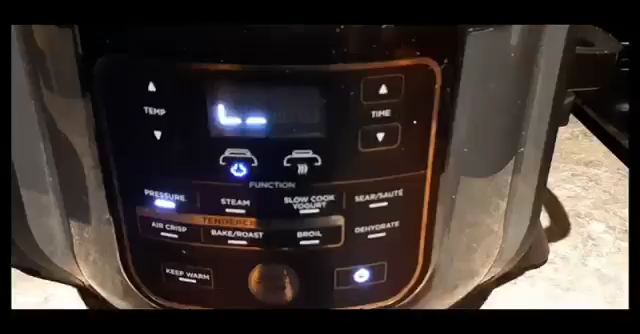 TEMP
TIME
FUNCTION
PRESSURE
STEAM
SLOW COOK
YOGURT
SEAR/SAUTÉ
TENDERCRISP
AIR CRISP
BAKE/ROAST
BROIL
DEHYDRATE
KEEP WARM